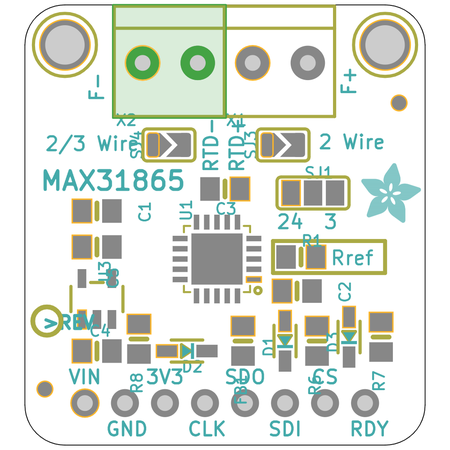 F-
F+
X2
X1
2/3 Wire
SJ4
RTD-
RTD+
SJ3
2 Wire
MAX31865
SJ1
C1
U1
C3
24 3
R1
Rref
U3
C2
>REV
C4
D1
D3
D2
VIN
3V3
SDO
CS
R8
R6
R7
GND
CLK
SDI
RDY